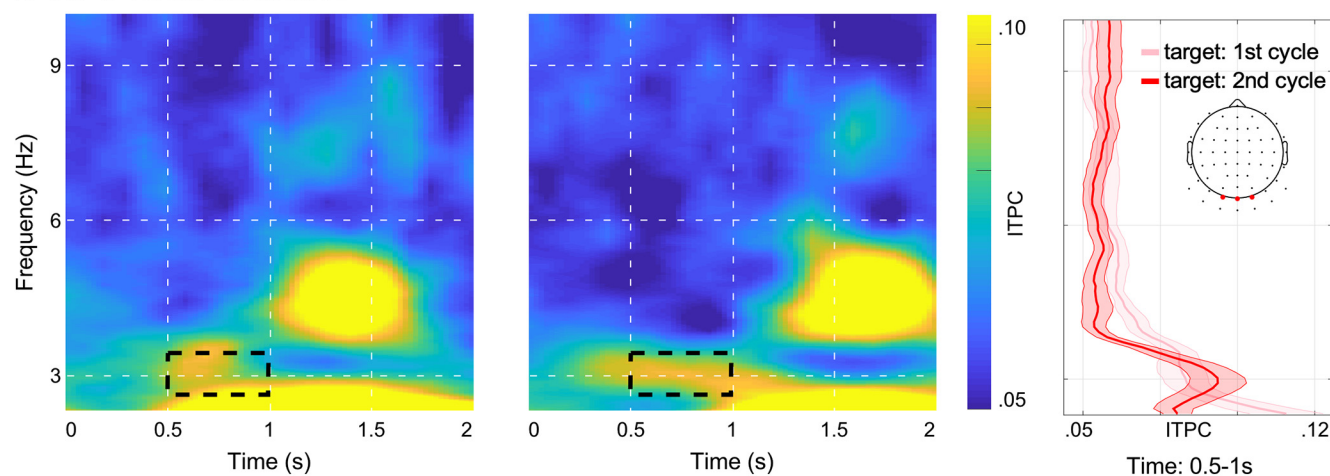 Frequency (Hz)
9
6
3
0 0.5 1 1.5 2
Time (s)
0 0.5 1 1.5 2
Time (s)
.10
ITPC
.05
target: 1st cycle
target: 2nd cycle
.05 ITPC .12
Time: 0.5-1s